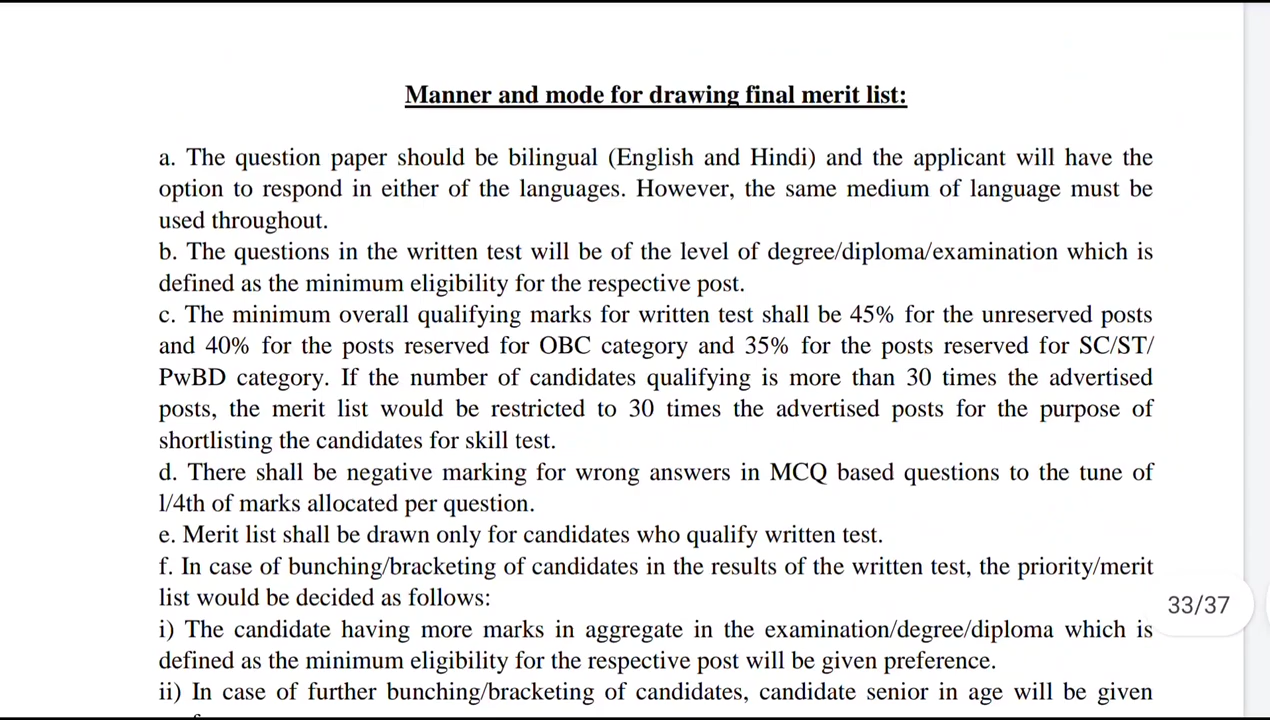 Manner and mode for drawing final merit list:
a. The question paper should be bilingual (English and Hindi) and the applicant will have the
option to respond in either of the languages. However, the same medium of language must be
used throughout.
b. The questions in the written test will be of the level of degree/diploma/examination which is
defined as the minimum eligibility for the respective post.
c. The minimum overall qualifying marks for written test shall be 45% for the unreserved posts
and 40% for the posts reserved for OBC category and 35% for the posts reserved for SC/ST/
PwBD category. If the number of candidates qualifying is more than 30 times the advertised
posts, the merit list would be restricted to 30 times the advertised posts for the purpose of
shortlisting the candidates for skill test.
d. There shall be negative marking for wrong answers in MCQ based questions to the tune of
1/4th of marks allocated per question.
e. Merit list shall be drawn only for candidates who qualify written test.
f. In case of bunching/bracketing of candidates in the results of the written test, the priority/merit
list would be decided as follows:
33/37
i) The candidate having more marks in aggregate in the examination/degree/diploma which is
defined as the minimum eligibility for the respective post will be given preference.
ii) In case of further bunching/bracketing of candidates, candidate senior in age will be given